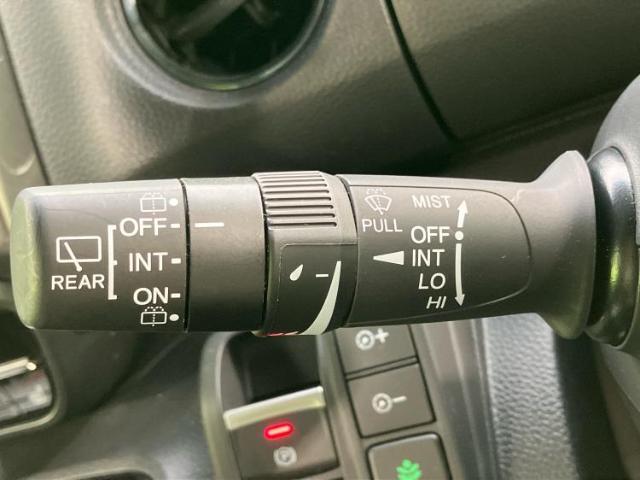 REAR
OFF
INT
ON
PULL
MIST
OFF
INT
LO
HI